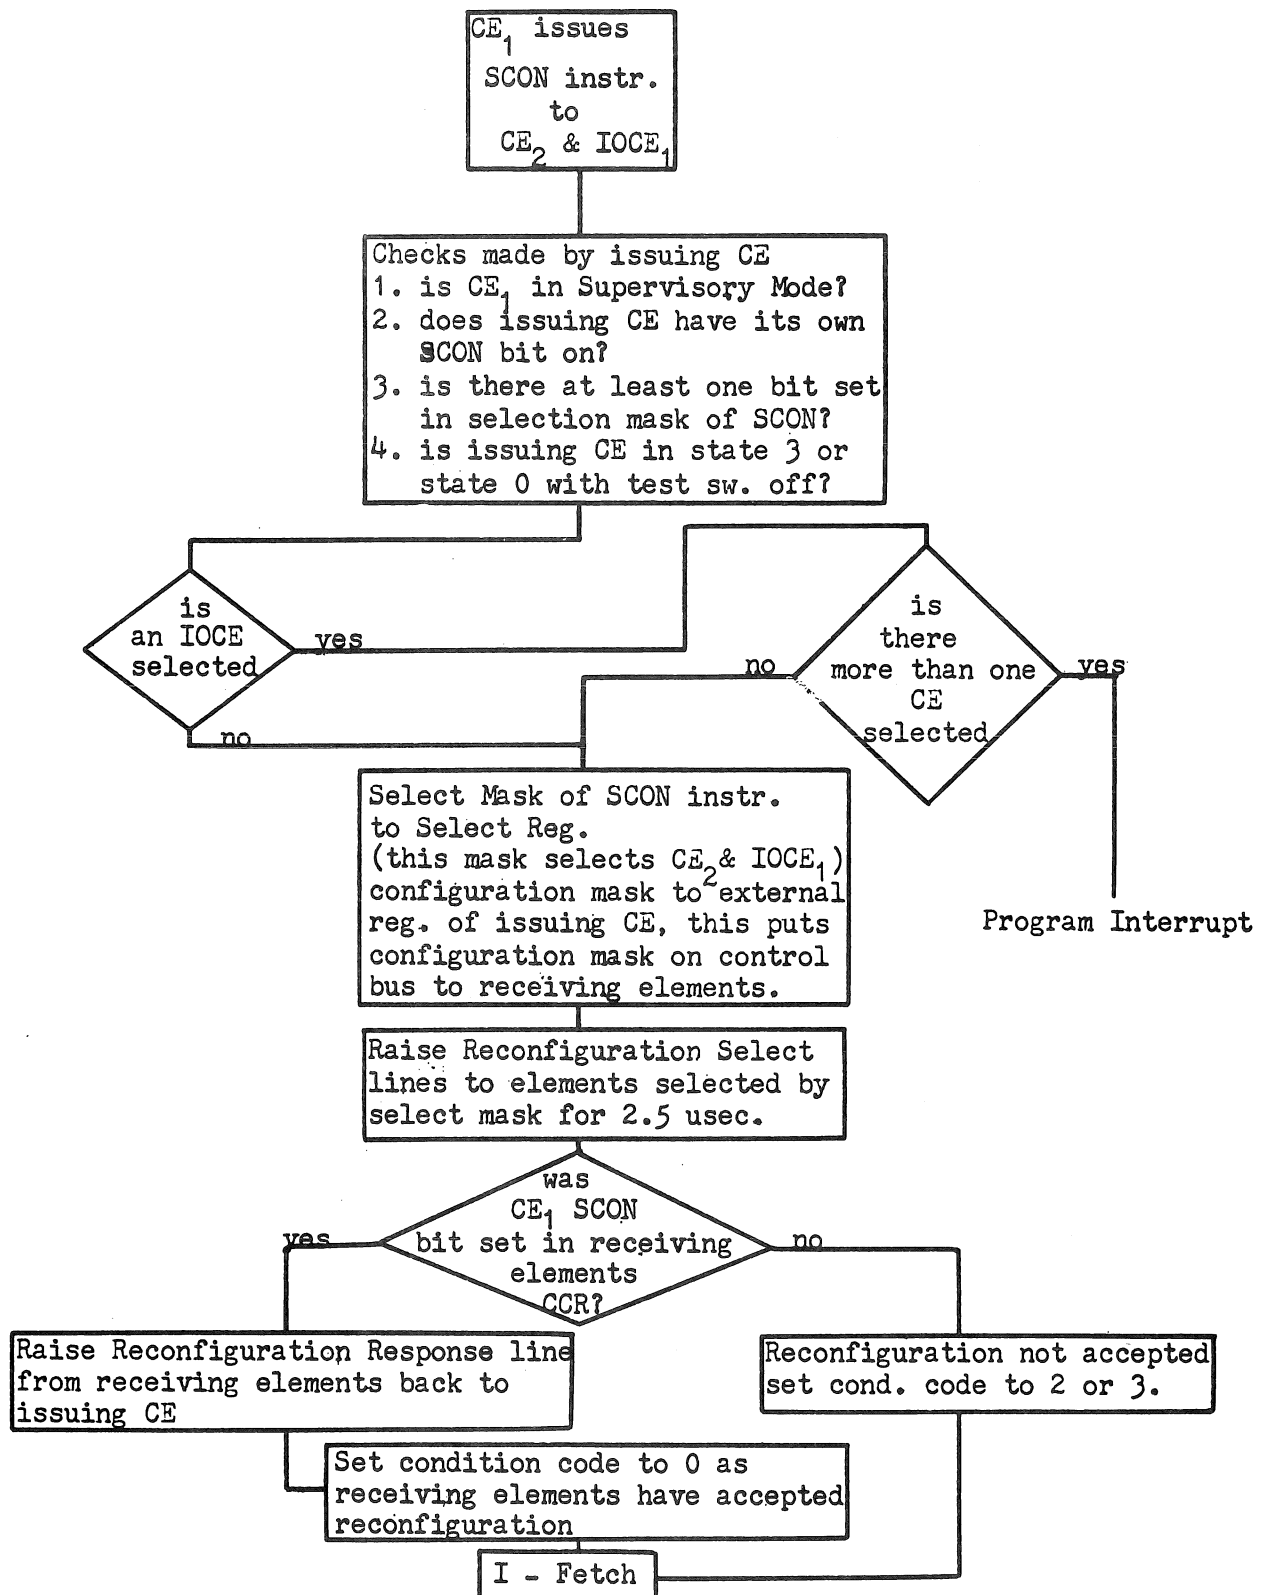 CE1 issues
SCON instr.
to
CE2 & IOCE1
Checks made by issuing CE
1. is CE1 in Supervisory Mode?
2. does issuing CE have its own
SCON bit on?
3. is there at least one bit set
in selection mask of SCON?
4. is issuing CE in state 3 or
state 0 with test sw. off?
is
an IOCE
selected
yes
no
is
there
more than one
CE
selected
no
yes
Program Interrupt
Select Mask of SCON instr.
to Select Reg.
(this mask selects CE2 & IOCE1)
configuration mask to external
reg. of issuing CE, this puts
configuration mask on control
bus to receiving elements.
Raise Reconfiguration Select
lines to elements selected by
select mask for 2.5 usec.
was
CE1 SCON
bit set in receiving
elements
CCR?
yes
no
Raise Reconfiguration Response line
from receiving elements back to
issuing CE
Reconfiguration not accepted
set cond. code to 2 or 3.
Set condition code to 0 as
receiving elements have accepted
reconfiguration
I - Fetch